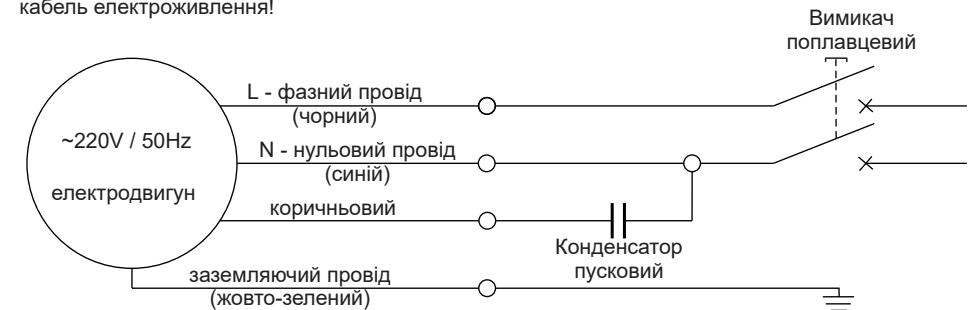 кабель електроживлення!
Вимикач
поплавцевий
L - фазний провід
(чорний)
~220V / 50Hz
електродвигун
N - нульовий провід
(синій)
коричньовий
Конденсатор
пусковий
заземляючий провід
(жовто-зелений)